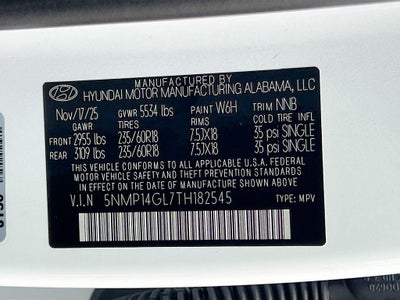 MANUFACTURED BY
HYUNDAI MOTOR MANUFACTURING ALABAMA, LLC
Nov/17/25 GVWR 5534 lbs PAINT W6H TRIM NNB
GAWR TIRES RIMS COLD TIRE INFL
FRONT 2955 lbs 235/60R18 7.5JX18 35 psi SINGLE
REAR 3109 lbs 235/60R18 7.5JX18 35 psi SINGLE
THIS VEHICLE CONFORMS TO ALL APPLICABLE U.S. FEDERAL MOTOR
VEHICLE SAFETY, BUMPER, AND THEFT PREVENTION STANDARDS IN
EFFECT ON THE DATE OF MANUFACTURE SHOWN ABOVE.
V.I.N 5NMP14GL7TH182545 TYPE: MPV